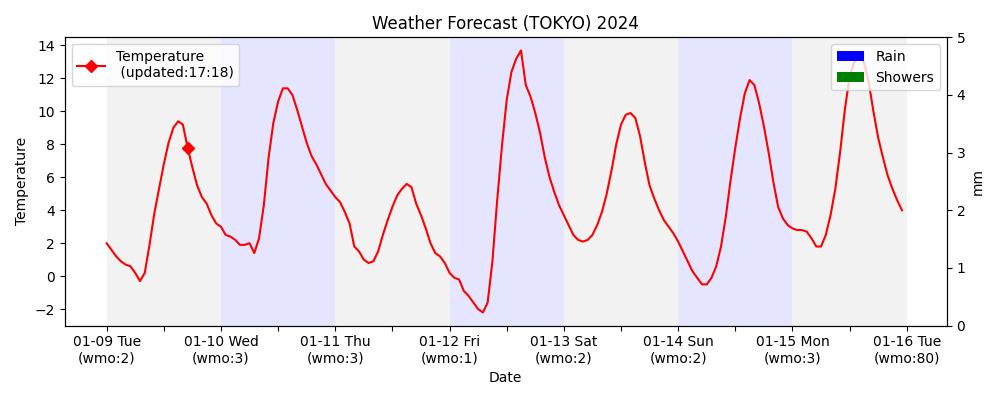 Weather Forecast (TOKYO) 2024
Temperature
(updated:17:18)
Rain
Showers
14
12
10
8
6
4
2
0
−2
Temperature
5
4
3
2
1
0
mm
01-09 Tue
(wmo:2)
01-10 Wed
(wmo:3)
01-11 Thu
(wmo:3)
01-12 Fri
(wmo:1)
01-13 Sat
(wmo:2)
01-14 Sun
(wmo:2)
01-15 Mon
(wmo:3)
01-16 Tue
(wmo:80)
Date